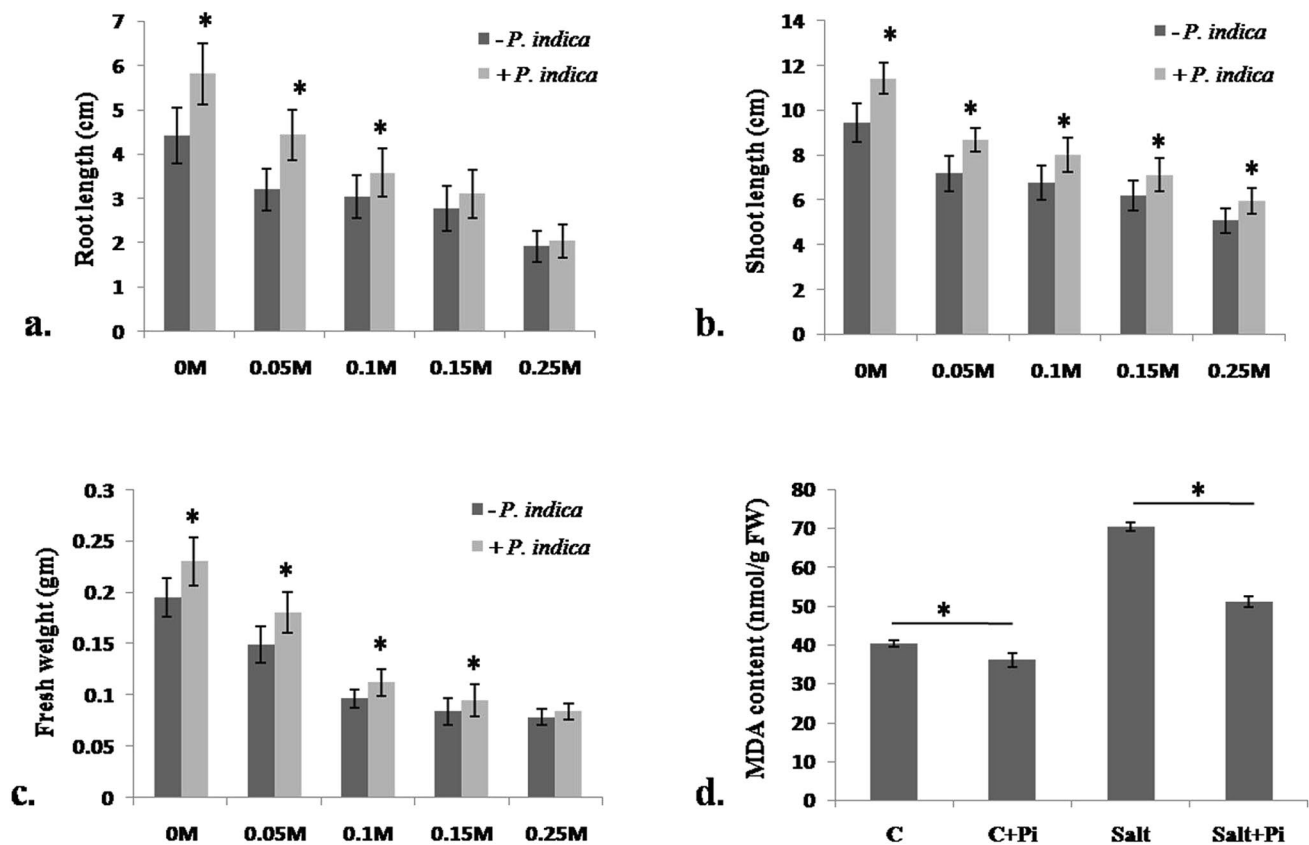 Root length (cm)
7
6
5
4
3
2
1
0
* * *
- P. indica
+ P. indica
0M 0.05M 0.1M 0.15M 0.25M
a.
Shoot length (cm)
14
12
10
8
6
4
2
0
* * * * *
- P. indica
+ P. indica
0M 0.05M 0.1M 0.15M 0.25M
b.
Fresh weight (gm)
0.3
0.25
0.2
0.15
0.1
0.05
0
* * * *
- P. indica
+ P. indica
0M 0.05M 0.1M 0.15M 0.25M
c.
MDA content (nmol/g FW)
80
70
60
50
40
30
20
10
0
* *
C C+Pi Salt Salt+Pi
d.